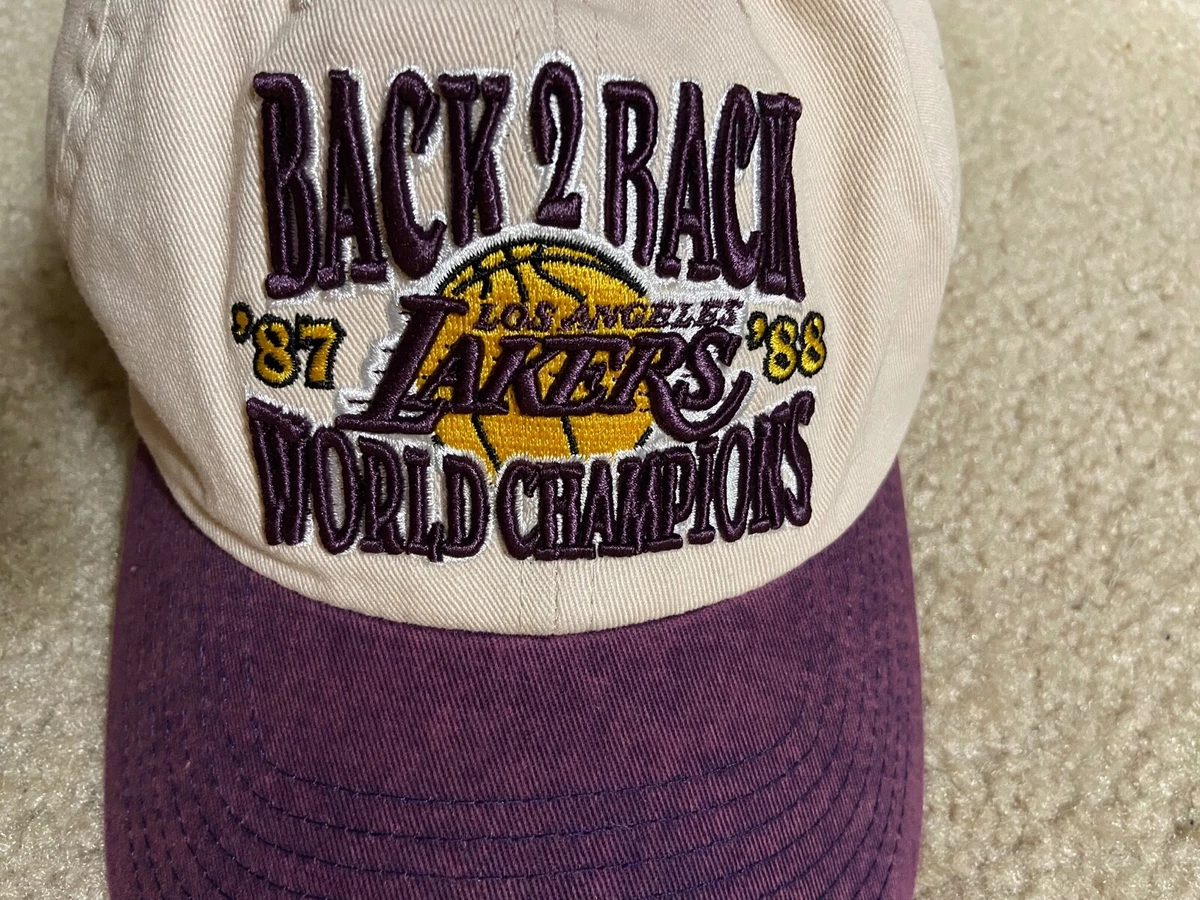 BACK 2 BACK
'87
LOS ANGELES
LAKERS
'88
WORLD CHAMPIONS